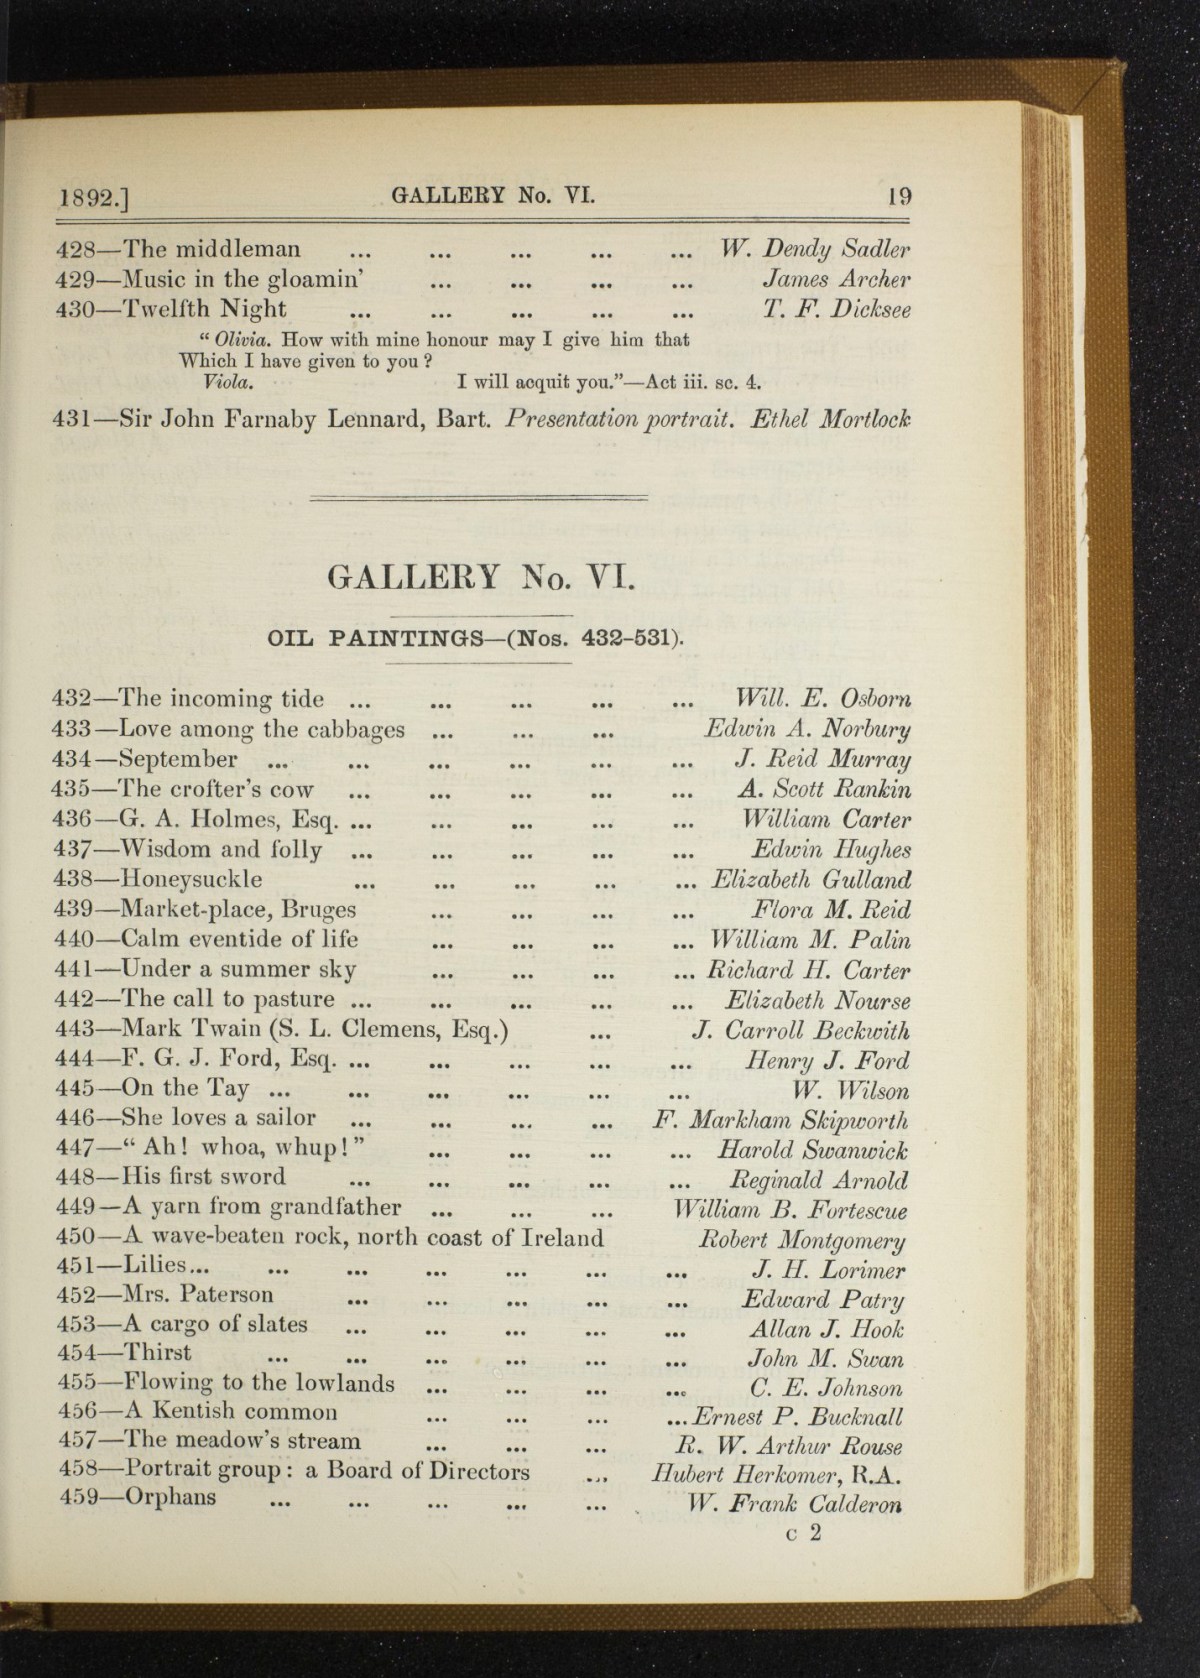 1892.] GALLERY No. VI. 19
428—The middleman ... ... ... ... ... W. Dendy Sadler
429—Music in the gloamin’ ... ... ... ... James Archer
430—Twelfth Night ... ... ... ... ... T. F. Dicksee
“ Olivia. How with mine honour may I give him that
Which I have given to you ?
Viola. I will acquit you.”—Act iii. sc. 4.
431—Sir John Farnaby Lennard, Bart. Presentation portrait. Ethel Mortlock
GALLERY No. VI.
OIL PAINTINGS—(Nos. 432-531).
432—The incoming tide ... ... ... ... ... Will. E. Osborn
433—Love among the cabbages ... ... ... Edwin A. Norbury
434—September ... ... ... ... ... ... J. Reid Murray
435—The crofter’s cow ... ... ... ... ... A. Scott Rankin
436—G. A. Holmes, Esq. ... ... ... ... ... William Carter
437—Wisdom and folly ... ... ... ... ... Edwin Hughes
438—Honeysuckle ... ... ... ... ... Elizabeth Gulland
439—Market-place, Bruges ... ... ... ... Flora M. Reid
440—Calm eventide of life ... ... ... ... William M. Palin
441—Under a summer sky ... ... ... ... Richard H. Carter
442—The call to pasture ... ... ... ... ... Elizabeth Nourse
443—Mark Twain (S. L. Clemens, Esq.) ... J. Carroll Beckwith
444—F. G. J. Ford, Esq. ... ... ... ... ... Henry J. Ford
445—On the Tay ... ... ... ... ... ... W. Wilson
446—She loves a sailor ... ... ... ... F. Markham Skipworth
447—“ Ah! whoa, whup!” ... ... ... ... Harold Swanwick
448—His first sword ... ... ... ... ... Reginald Arnold
449—A yarn from grandfather ... ... ... William B. Fortescue
450—A wave-beaten rock, north coast of Ireland Robert Montgomery
451—Lilies... ... ... ... ... ... ... J. H. Lorimer
452—Mrs. Paterson ... ... ... ... ... Edward Patry
453—A cargo of slates ... ... ... ... ... Allan J. Hook
454—Thirst ... ... ... ... ... ... John M. Swan
455—Flowing to the lowlands ... ... ... ... C. E. Johnson
456—A Kentish common ... ... ... ... Ernest P. Bucknall
457—The meadow’s stream ... ... ... R. W. Arthur Rouse
458—Portrait group : a Board of Directors ... Hubert Herkomer, R.A.
459—Orphans ... ... ... ... ... W. Frank Calderon
c 2